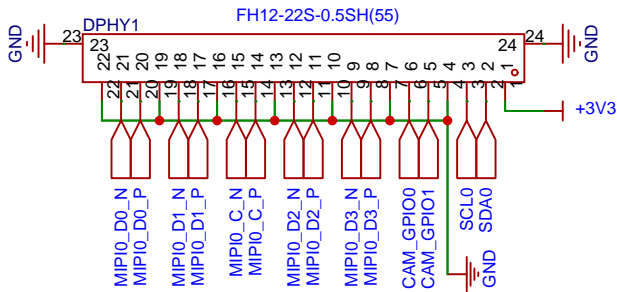 FH12-22S-0.5SH(55)
DPHY1
GND
23
23
24
24
GND
22 21 20 19 18 17 16 15 14 13 12 11 10 9 8 7 6 5 4 3 2 1
22 21 20 19 18 17 16 15 14 13 12 11 10 9 8 7 6 5 4 3 2 1
+3V3
MIPI0_D0_N
MIPI0_D0_P
MIPI0_D1_N
MIPI0_D1_P
MIPI0_C_N
MIPI0_C_P
MIPI0_D2_N
MIPI0_D2_P
MIPI0_D3_N
MIPI0_D3_P
CAM_GPIO0
CAM_GPIO1
SCL0
SDA0
GND